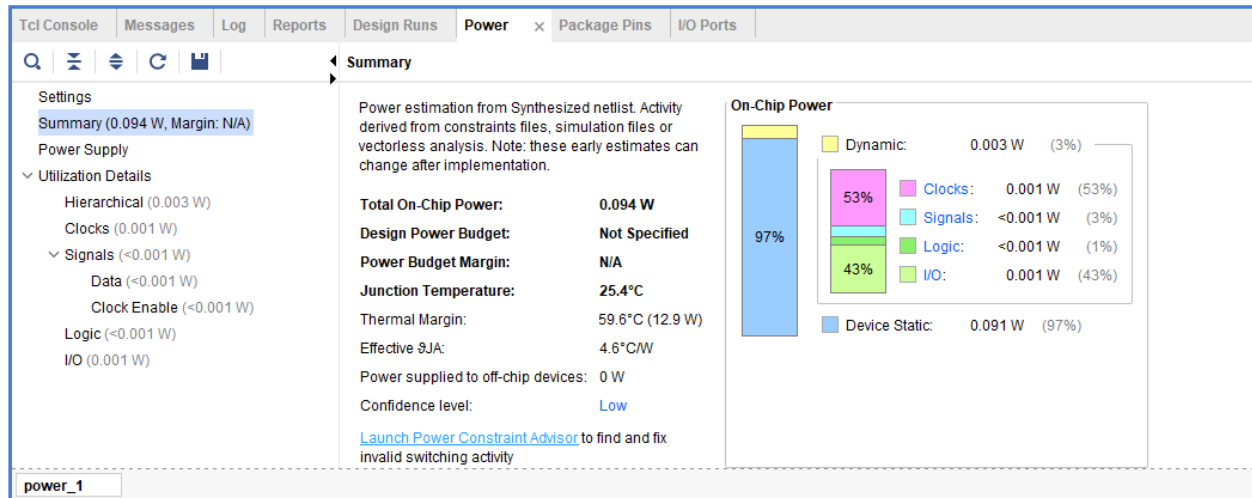 Tcl Console Messages Log Reports Design Runs Power × Package Pins I/O Ports
Summary
Settings
Summary (0.094 W, Margin: N/A)
Power Supply
Utilization Details
Hierarchical (0.003 W)
Clocks (0.001 W)
Signals (<0.001 W)
Data (<0.001 W)
Clock Enable (<0.001 W)
Logic (<0.001 W)
I/O (0.001 W)
Power estimation from Synthesized netlist. Activity
derived from constraints files, simulation files or
vectorless analysis. Note: these early estimates can
change after implementation.
Total On-Chip Power: 0.094 W
Design Power Budget: Not Specified
Power Budget Margin: N/A
Junction Temperature: 25.4°C
Thermal Margin: 59.6°C (12.9 W)
Effective ϑJA: 4.6°C/W
Power supplied to off-chip devices: 0 W
Confidence level: Low
Launch Power Constraint Advisor to find and fix
invalid switching activity
On-Chip Power
97%
Dynamic: 0.003 W (3%)
53%
43%
Clocks: 0.001 W (53%)
Signals: <0.001 W (3%)
Logic: <0.001 W (1%)
I/O: 0.001 W (43%)
Device Static: 0.091 W (97%)
power_1